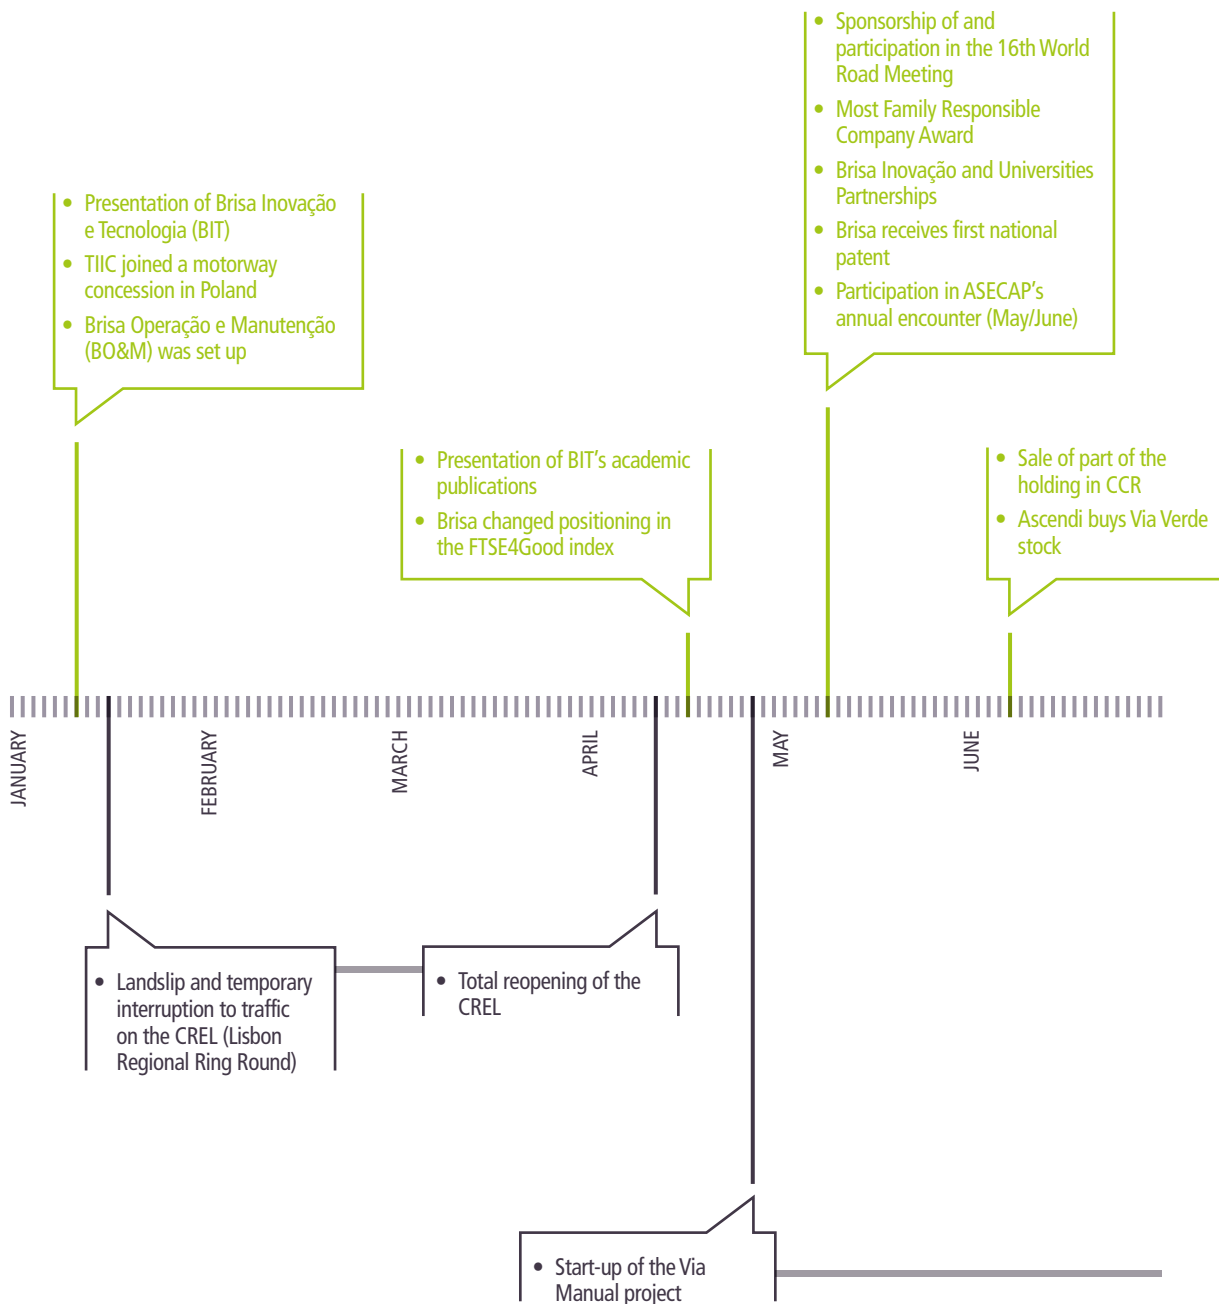 • Sponsorship of and
participation in the 16th World
Road Meeting
• Most Family Responsible
Company Award
• Brisa Inovação and Universities
Partnerships
• Brisa receives first national
patent
• Participation in ASECAP's
annual encounter (May/June)
• Presentation of Brisa Inovação
e Tecnologia (BIT)
• TIIC joined a motorway
concession in Poland
• Brisa Operação e Manutenção
(BO&M) was set up
• Presentation of BIT's academic
publications
• Brisa changed positioning in
the FTSE4Good index
• Sale of part of the
holding in CCR
• Ascendi buys Via Verde
stock
JANUARY
FEBRUARY
MARCH
APRIL
MAY
JUNE
• Landslip and temporary
interruption to traffic
on the CREL (Lisbon
Regional Ring Round)
• Total reopening of the
CREL
• Start-up of the Via
Manual project